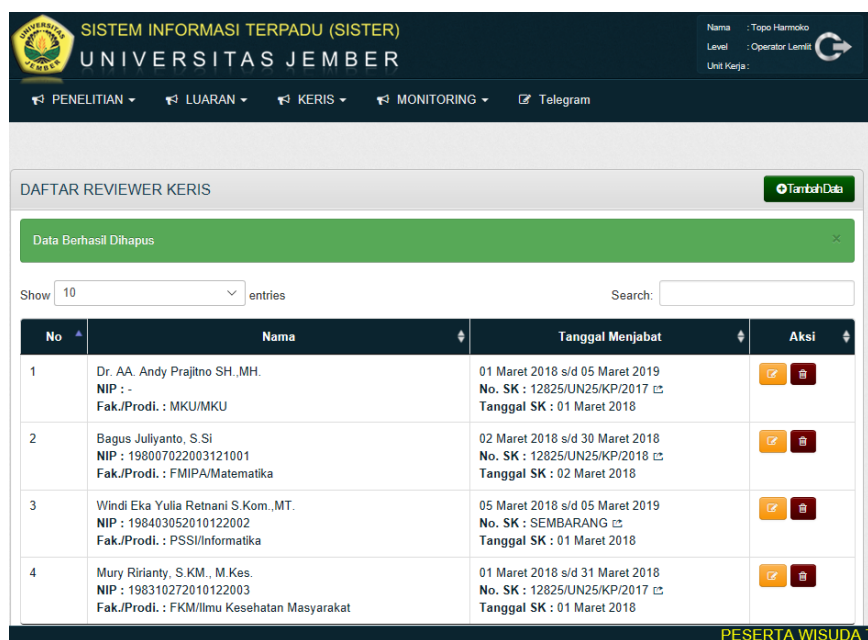 SISTEM INFORMASI TERPADU (SISTER)
UNIVERSITAS JEMBER
Nama : Topo Harmoko
Level : Operator Lemlit
Unit Kerja :
PENELITIAN
LUARAN
KERIS
MONITORING
Telegram
DAFTAR REVIEWER KERIS
Tambah Data
Data Berhasil Dihapus
×
Show 10 entries
Search:
No Nama Tanggal Menjabat Aksi
1 Dr. AA. Andy Prajitno SH.,MH. 01 Maret 2018 s/d 05 Maret 2019
NIP : - No. SK : 12825/UN25/KP/2017
Fak./Prodi. : MKU/MKU Tanggal SK : 01 Maret 2018
2 Bagus Juliyanto, S.Si 02 Maret 2018 s/d 30 Maret 2018
NIP : 198007022003121001 No. SK : 12825/UN25/KP/2018
Fak./Prodi. : FMIPA/Matematika Tanggal SK : 02 Maret 2018
3 Windi Eka Yulia Retnani S.Kom.,MT. 05 Maret 2018 s/d 05 Maret 2019
NIP : 198403052010122002 No. SK : SEMBARANG
Fak./Prodi. : PSSI/Informatika Tanggal SK : 01 Maret 2018
4 Mury Ririanty, S.KM., M.Kes. 01 Maret 2018 s/d 31 Maret 2018
NIP : 198310272010122003 No. SK : 12825/UN25/KP/2017
Fak./Prodi. : FKM/Ilmu Kesehatan Masyarakat Tanggal SK : 01 Maret 2018
PESERTA WISUDA